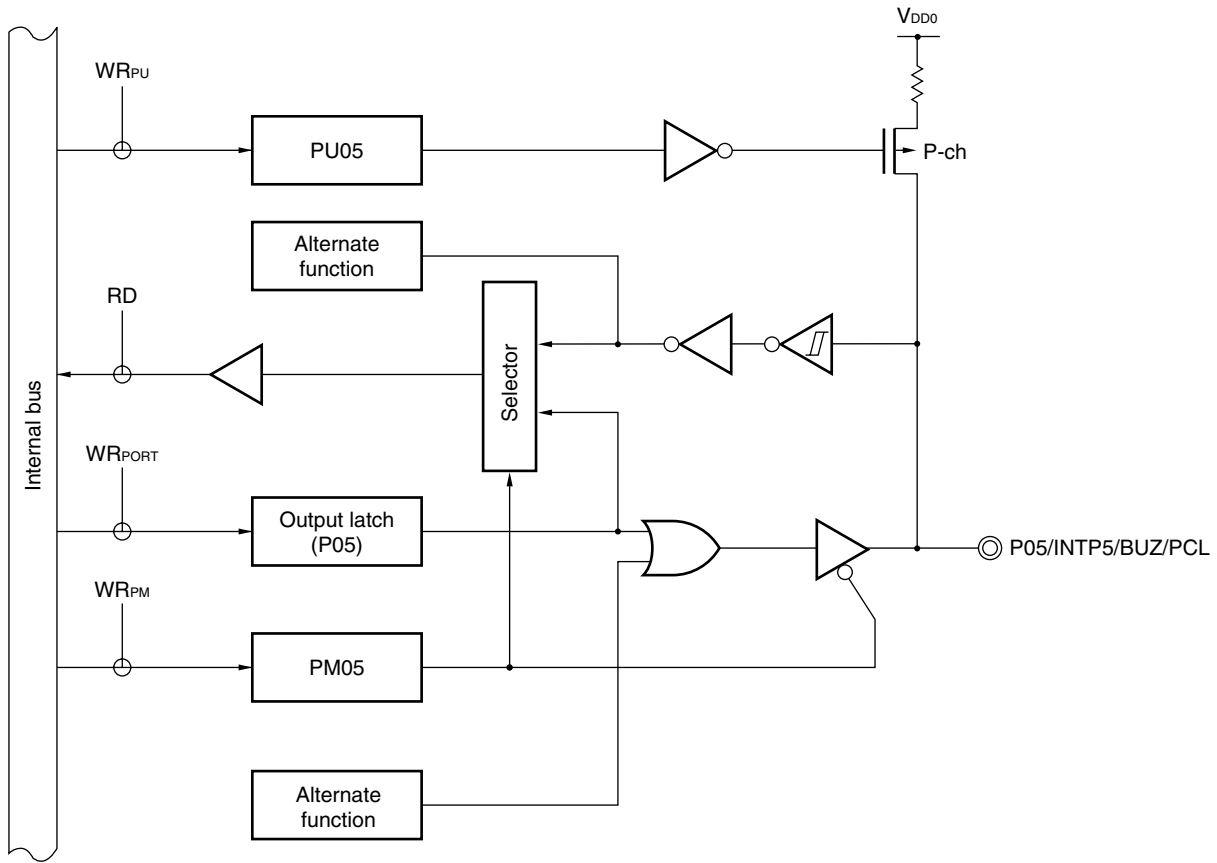 VDD0
WRPU
PU05
P-ch
Alternate
function
RD
Selector
Internal bus
WRPORT
Output latch
(P05)
P05/INTP5/BUZ/PCL
WRPM
PM05
Alternate
function